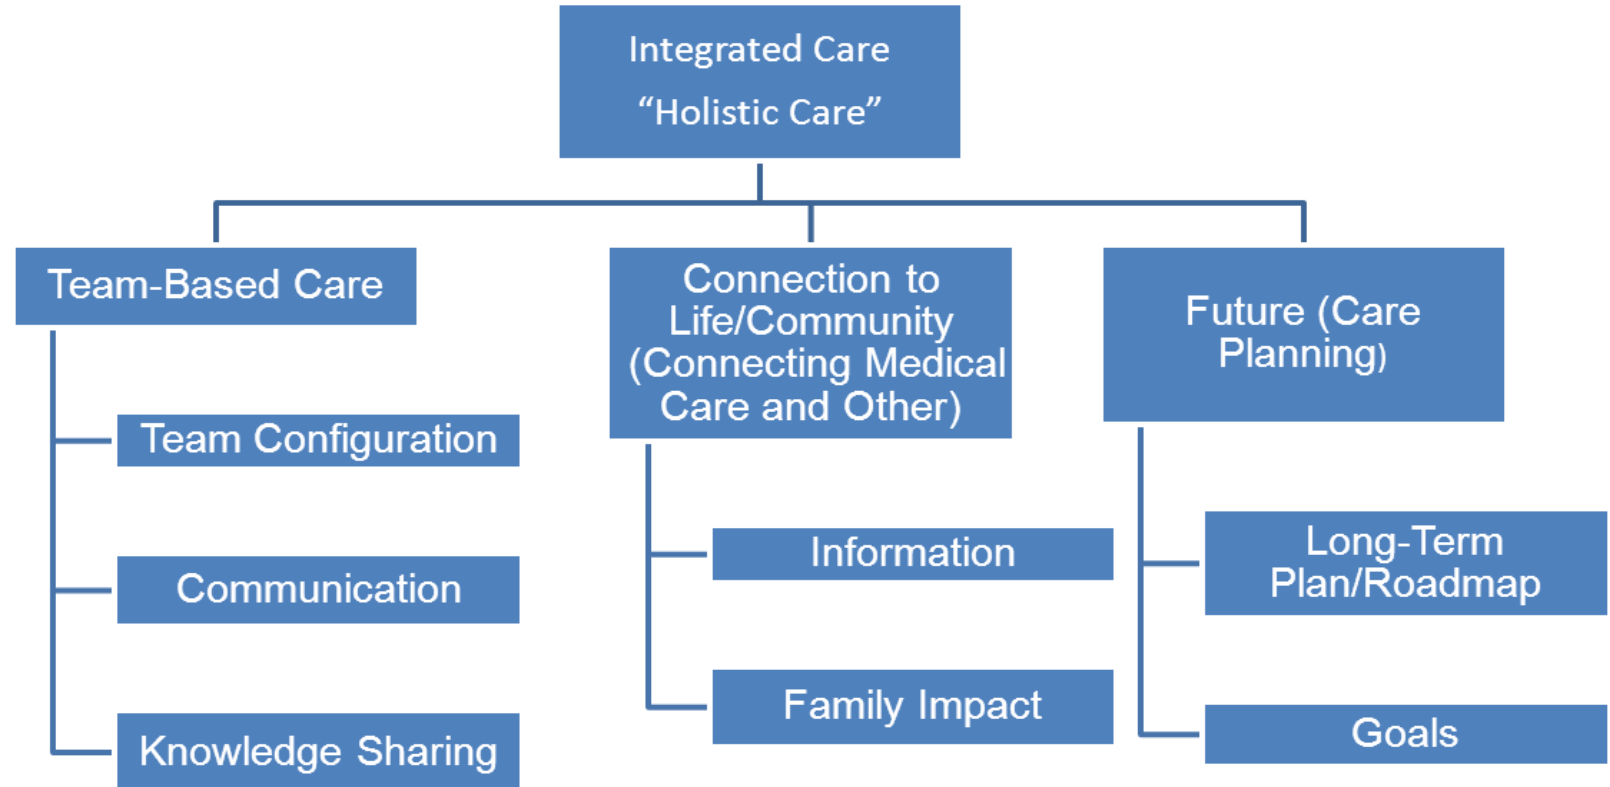 Integrated Care
“Holistic Care”
Team-Based Care
Team Configuration
Communication
Knowledge Sharing
Connection to
Life/Community
(Connecting Medical
Care and Other)
Information
Family Impact
Future (Care
Planning)
Long-Term
Plan/Roadmap
Goals